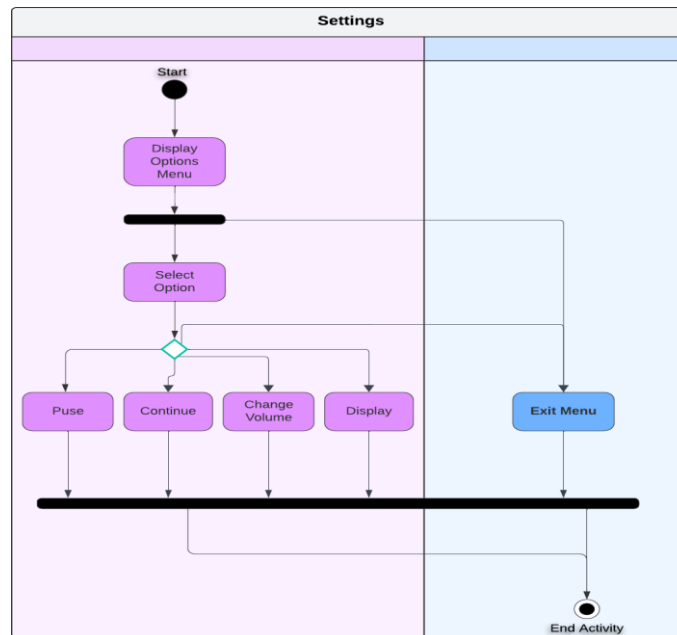 Settings
Start
Display
Options
Menu
Select
Option
Puse
Continue
Change
Volume
Display
Exit Menu
End Activity